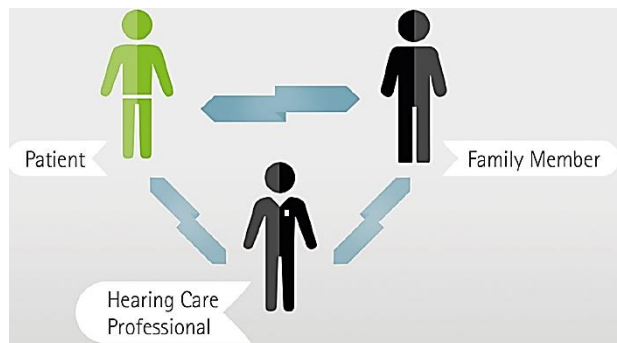 Patient
Family Member
Hearing Care
Professional